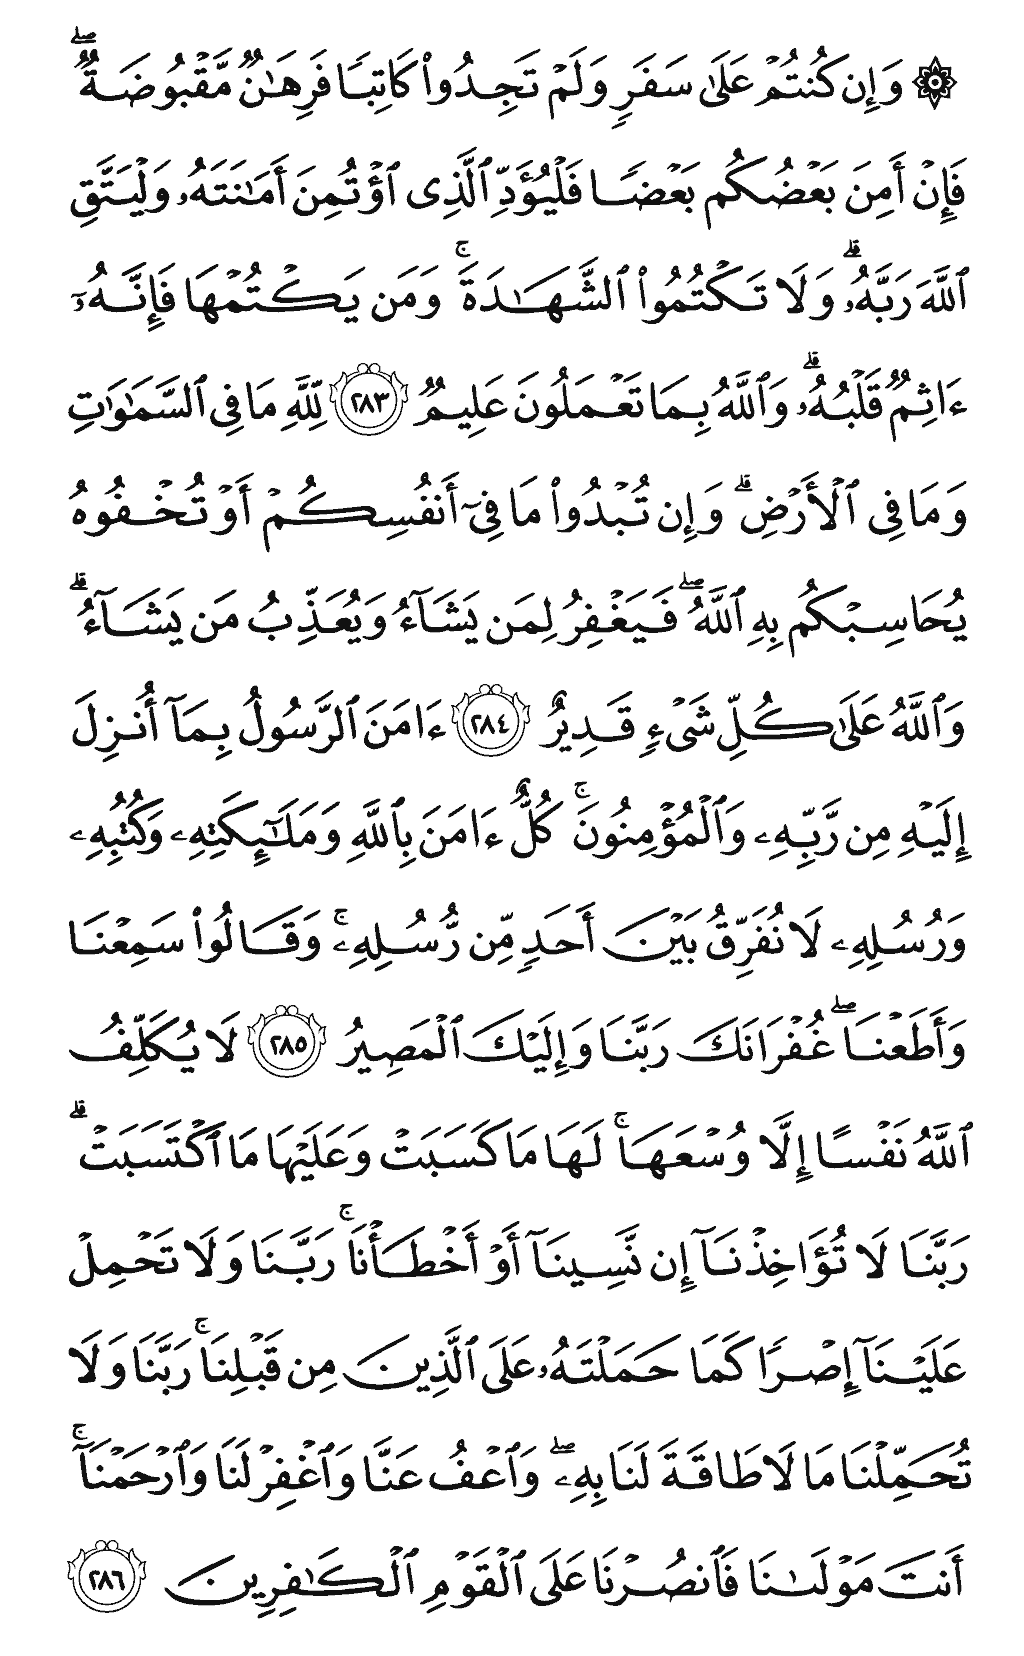 ۞ وَإِن كُنتُمۡ عَلَىٰ سَفَرٖ وَلَمۡ تَجِدُواْ كَاتِبٗا فَرِهَٰنٞ مَّقۡبُوضَةٞۖ
فَإِنۡ أَمِنَ بَعۡضُكُم بَعۡضٗا فَلۡيُؤَدِّ ٱلَّذِي ٱؤۡتُمِنَ أَمَٰنَتَهُۥ وَلۡيَتَّقِ
ٱللَّهَ رَبَّهُۥۗ وَلَا تَكۡتُمُواْ ٱلشَّهَٰدَةَۚ وَمَن يَكۡتُمۡهَا فَإِنَّهُۥٓ
ءَاثِمٞ قَلۡبُهُۥۗ وَٱللَّهُ بِمَا تَعۡمَلُونَ عَلِيمٞ ٢٨٣ لِّلَّهِ مَا فِي ٱلسَّمَٰوَٰتِ
وَمَا فِي ٱلۡأَرۡضِۗ وَإِن تُبۡدُواْ مَا فِيٓ أَنفُسِكُمۡ أَوۡ تُخۡفُوهُ
يُحَاسِبۡكُم بِهِ ٱللَّهُۖ فَيَغۡفِرُ لِمَن يَشَآءُ وَيُعَذِّبُ مَن يَشَآءُۗ
وَٱللَّهُ عَلَىٰ كُلِّ شَيۡءٖ قَدِيرٌ ٢٨٤ ءَامَنَ ٱلرَّسُولُ بِمَآ أُنزِلَ
إِلَيۡهِ مِن رَّبِّهِۦ وَٱلۡمُؤۡمِنُونَۚ كُلٌّ ءَامَنَ بِٱللَّهِ وَمَلَٰٓئِكَتِهِۦ وَكُتُبِهِۦ
وَرُسُلِهِۦ لَا نُفَرِّقُ بَيۡنَ أَحَدٖ مِّن رُّسُلِهِۦۚ وَقَالُواْ سَمِعۡنَا
وَأَطَعۡنَاۖ غُفۡرَانَكَ رَبَّنَا وَإِلَيۡكَ ٱلۡمَصِيرُ ٢٨٥ لَا يُكَلِّفُ
ٱللَّهُ نَفۡسًا إِلَّا وُسۡعَهَاۚ لَهَا مَا كَسَبَتۡ وَعَلَيۡهَا مَا ٱكۡتَسَبَتۡۗ
رَبَّنَا لَا تُؤَاخِذۡنَآ إِن نَّسِينَآ أَوۡ أَخۡطَأۡنَاۚ رَبَّنَا وَلَا تَحۡمِلۡ
عَلَيۡنَآ إِصۡرٗا كَمَا حَمَلۡتَهُۥ عَلَى ٱلَّذِينَ مِن قَبۡلِنَاۚ رَبَّنَا وَلَا
تُحَمِّلۡنَا مَا لَا طَاقَةَ لَنَا بِهِۦۖ وَٱعۡفُ عَنَّا وَٱغۡفِرۡ لَنَا وَٱرۡحَمۡنَآۚ
أَنتَ مَوۡلَىٰنَا فَٱنصُرۡنَا عَلَى ٱلۡقَوۡمِ ٱلۡكَٰفِرِينَ ٢٨٦